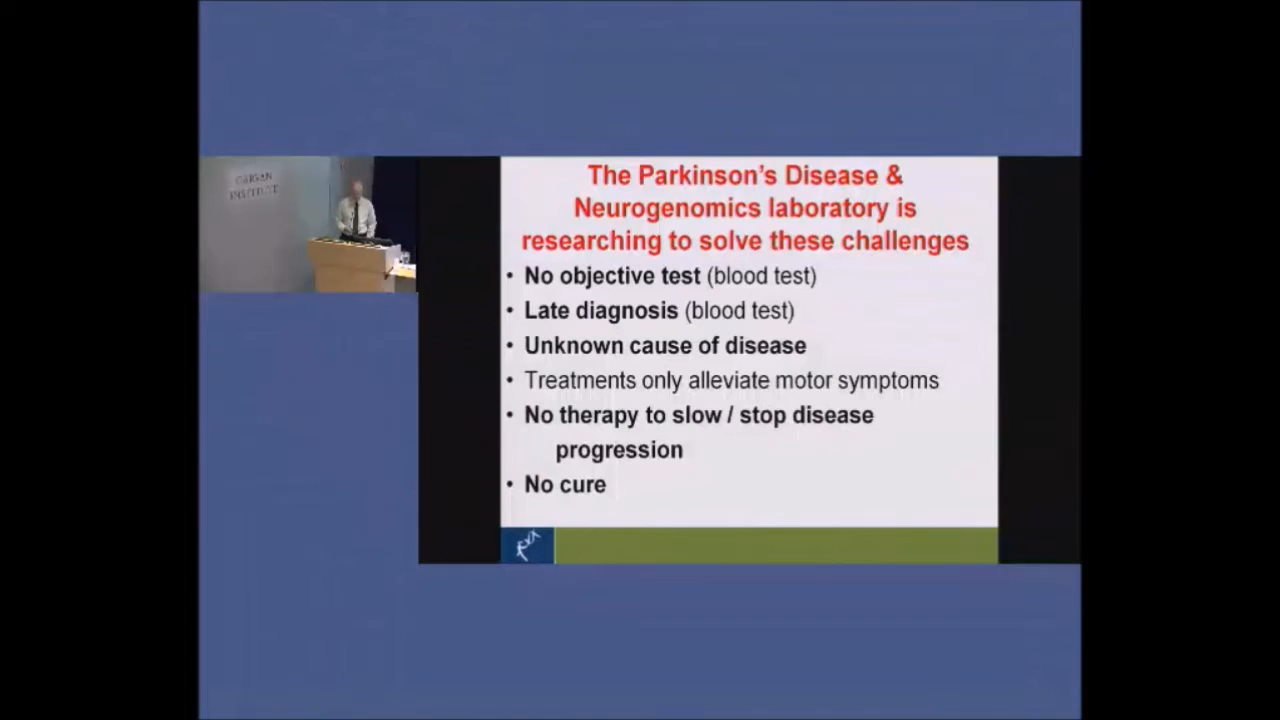 GARVAN
INSTITUTE
The Parkinson's Disease &
Neurogenomics laboratory is
researching to solve these challenges
• No objective test (blood test)
• Late diagnosis (blood test)
• Unknown cause of disease
• Treatments only alleviate motor symptoms
• No therapy to slow / stop disease
progression
• No cure